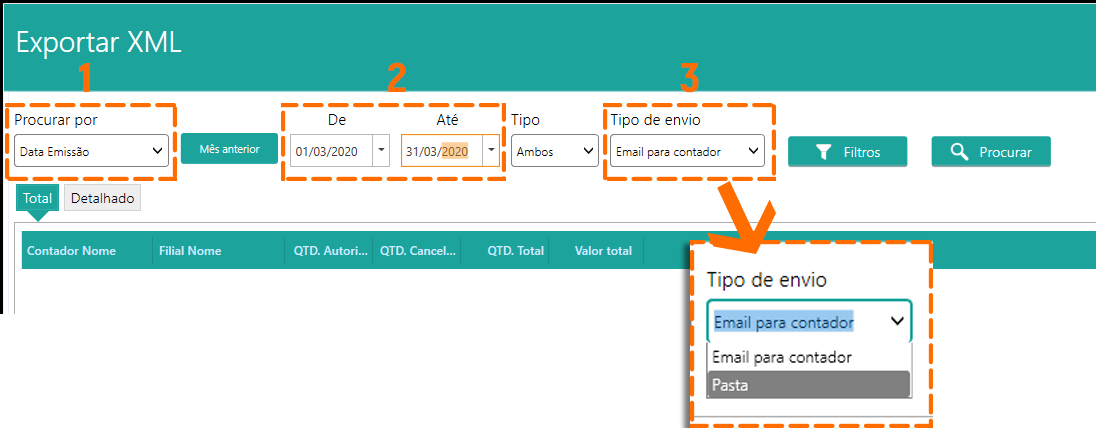 Exportar XML
1 2 3
Procurar por De Até Tipo Tipo de envio
Data Emissão Mês anterior 01/03/2020 31/03/2020 Ambos Email para contador Filtros Procurar
Total Detalhado
Contador Nome Filial Nome QTD. Autori... QTD. Cancel... QTD. Total Valor total
Tipo de envio
Email para contador
Email para contador
Pasta